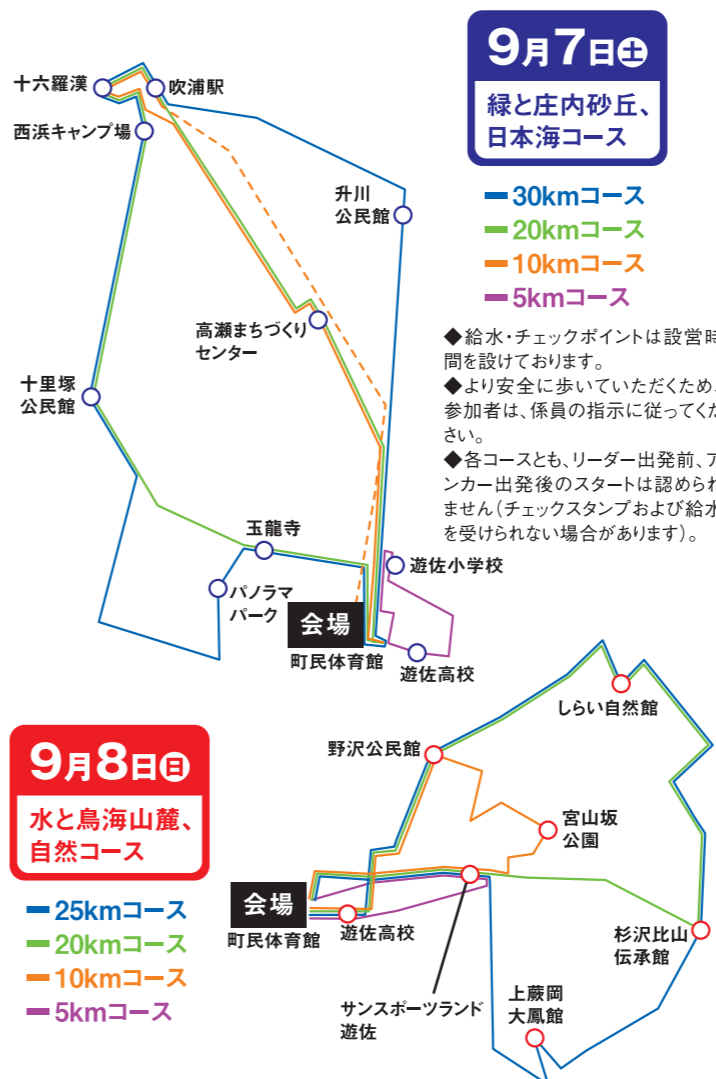 9月7日㊏
緑と庄内砂丘、
日本海コース
30kmコース
20kmコース
10kmコース
5kmコース
◆給水・チェックポイントは設営時
間を設けております。
◆より安全に歩いていただくため、
参加者は、係員の指示に従ってくだ
さい。
◆各コースとも、リーダー出発前、ア
ンカー出発後のスタートは認められ
ません(チェックスタンプおよび給水
を受けられない場合があります)。
十六羅漢
吹浦駅
西浜キャンプ場
升川
公民館
高瀬まちづくり
センター
十里塚
公民館
玉龍寺
パノラマ
パーク
遊佐小学校
会場
町民体育館
遊佐高校
9月8日㊐
水と鳥海山麓、
自然コース
25kmコース
20kmコース
10kmコース
5kmコース
しらい自然館
野沢公民館
宮山坂
公園
会場
町民体育館
遊佐高校
杉沢比山
伝承館
サンスポーツランド
遊佐
上蕨岡
大鳳館